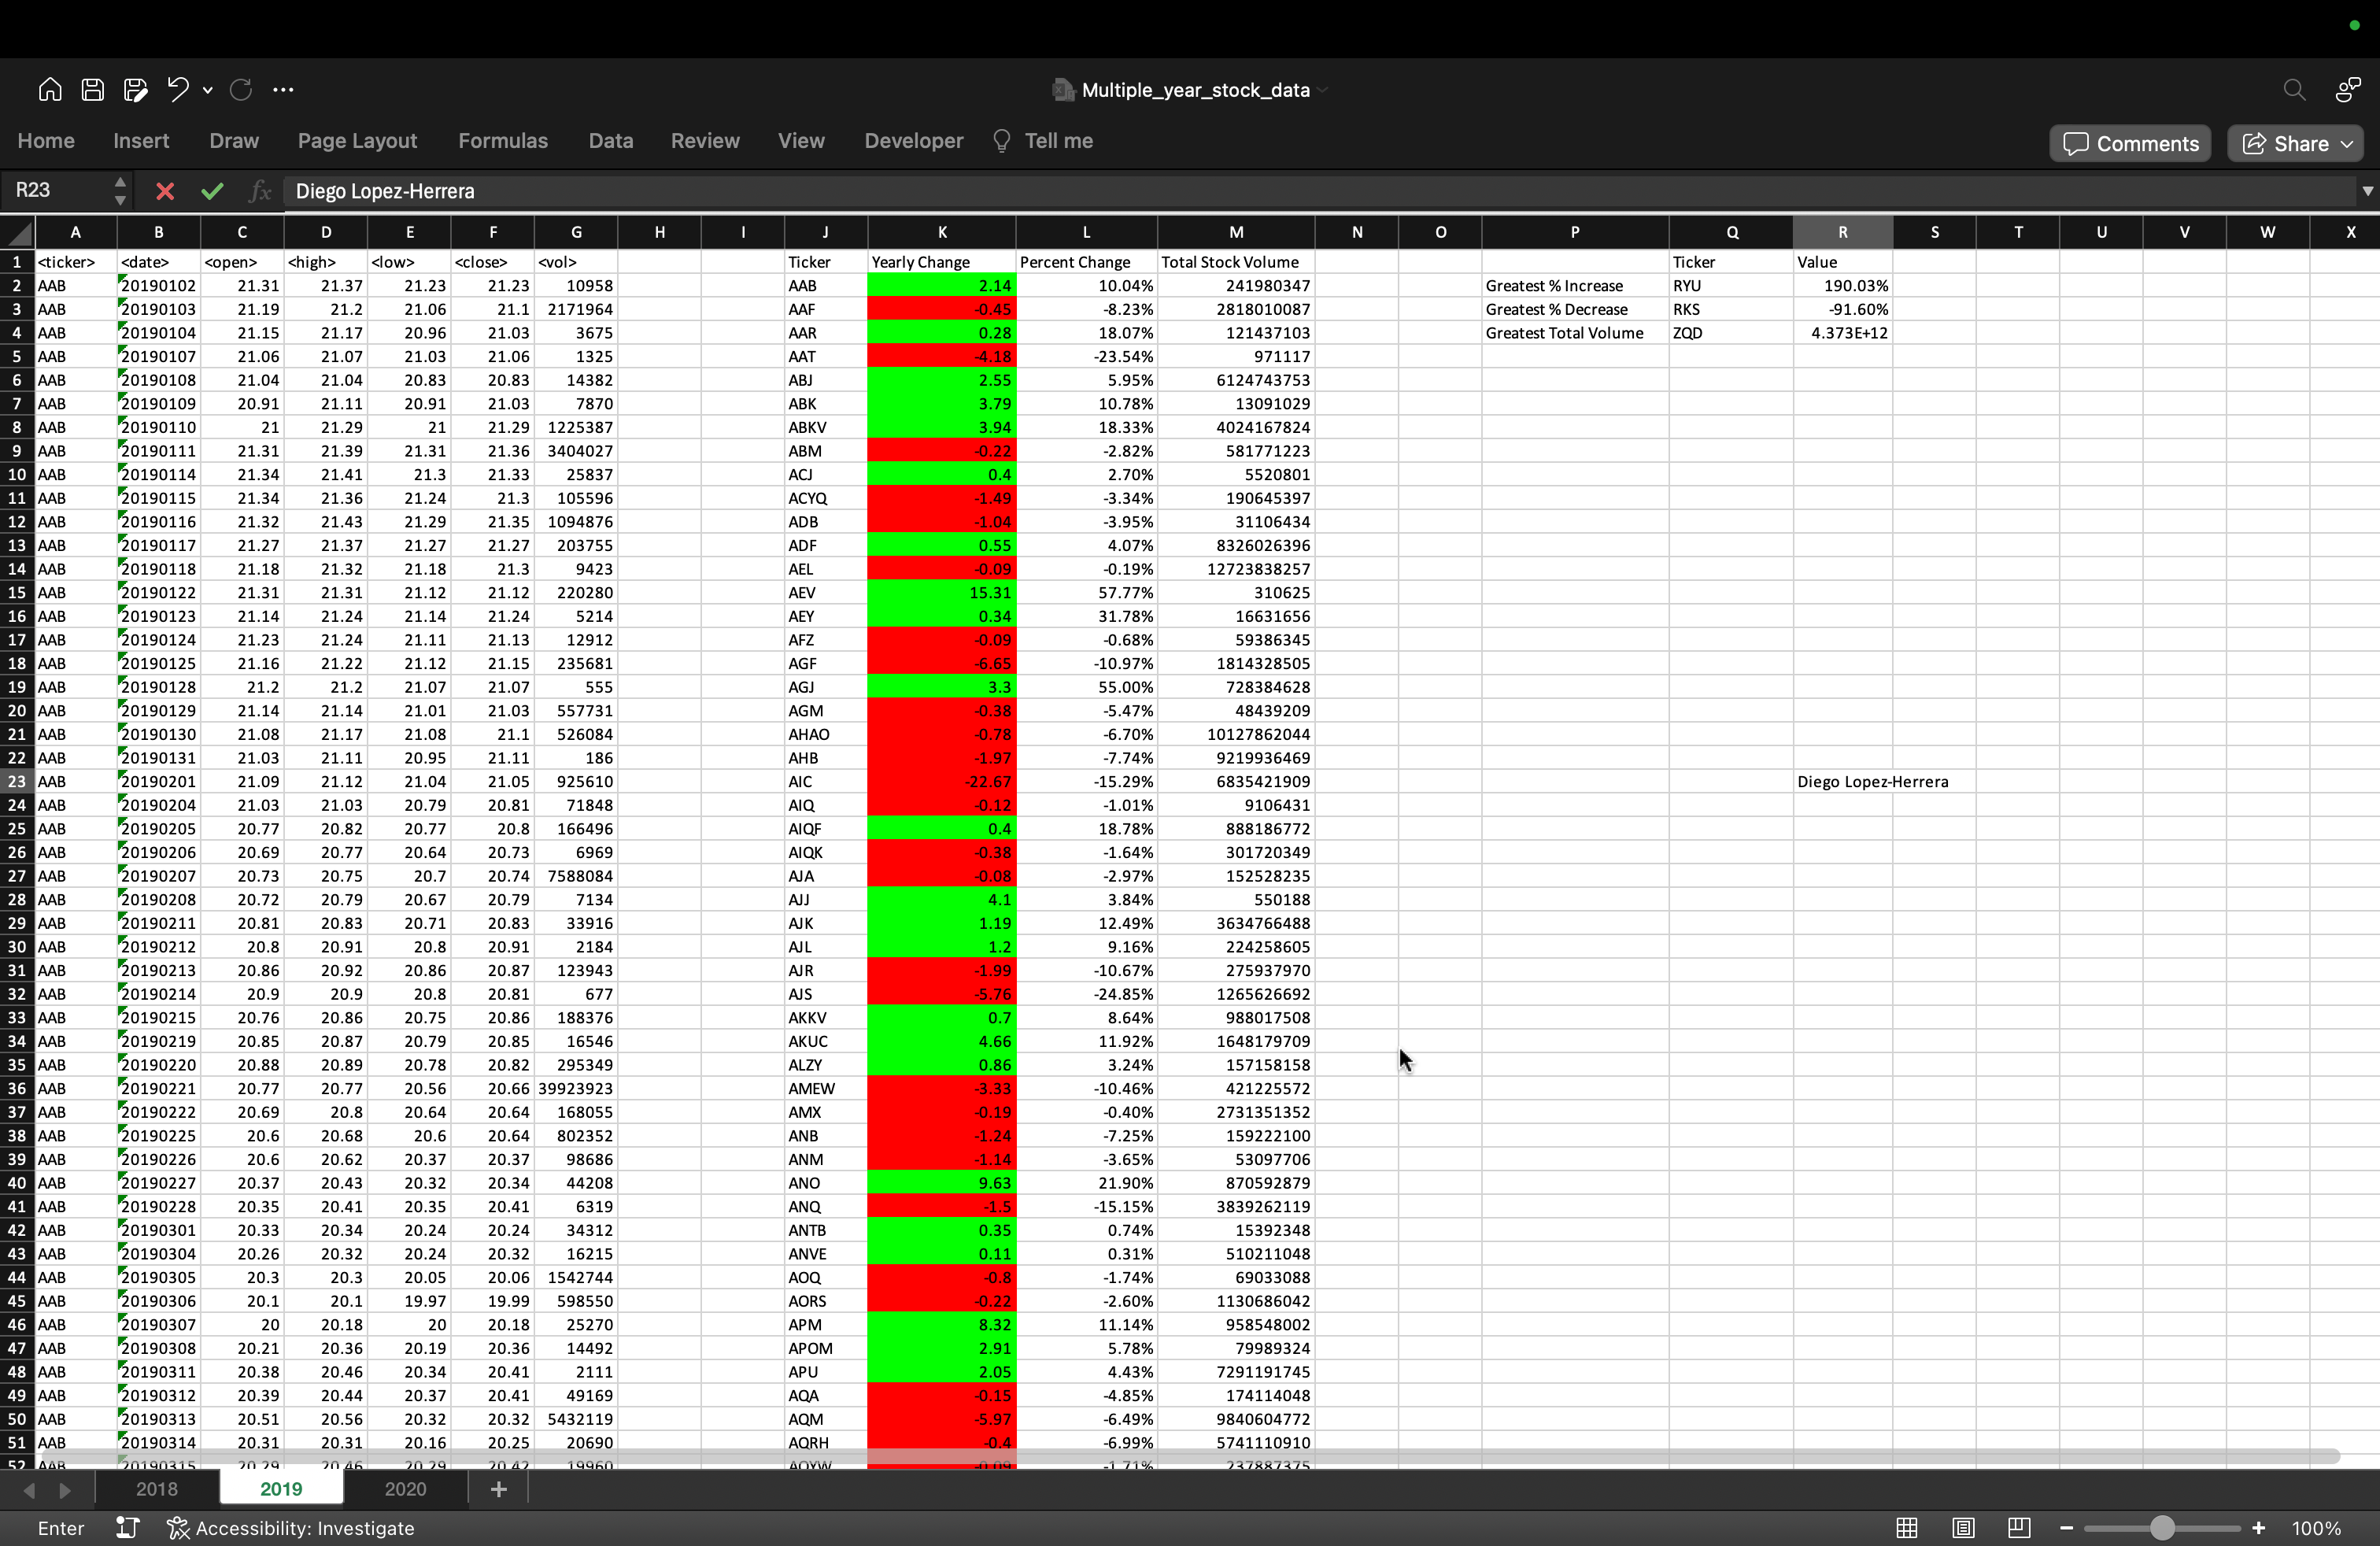 Multiple_year_stock_data
Home Insert Draw Page Layout Formulas Data Review View Developer Tell me Comments Share
R23 fx Diego Lopez-Herrera
A B C D E F G H I J K L M N O P Q R S T U V W X
1 <ticker> <date> <open> <high> <low> <close> <vol> Ticker Yearly Change Percent Change Total Stock Volume Ticker Value
2 AAB 20190102 21.31 21.37 21.23 21.23 10958 AAB 2.14 10.04% 241980347 Greatest % Increase RYU 190.03%
3 AAB 20190103 21.19 21.2 21.06 21.1 2171964 AAF -0.45 -8.23% 2818010087 Greatest % Decrease RKS -91.60%
4 AAB 20190104 21.15 21.17 20.96 21.03 3675 AAR 0.28 18.07% 121437103 Greatest Total Volume ZQD 4.373E+12
5 AAB 20190107 21.06 21.07 21.03 21.06 1325 AAT -4.18 -23.54% 971117
6 AAB 20190108 21.04 21.04 20.83 20.83 14382 ABJ 2.55 5.95% 6124743753
7 AAB 20190109 20.91 21.11 20.91 21.03 7870 ABK 3.79 10.78% 13091029
8 AAB 20190110 21 21.29 21 21.29 1225387 ABKV 3.94 18.33% 4024167824
9 AAB 20190111 21.31 21.39 21.31 21.36 3404027 ABM -0.22 -2.82% 581771223
10 AAB 20190114 21.34 21.41 21.3 21.33 25837 ACJ 0.4 2.70% 5520801
11 AAB 20190115 21.34 21.36 21.24 21.3 105596 ACYQ -1.49 -3.34% 190645397
12 AAB 20190116 21.32 21.43 21.29 21.35 1094876 ADB -1.04 -3.95% 31106434
13 AAB 20190117 21.27 21.37 21.27 21.27 203755 ADF 0.55 4.07% 8326026396
14 AAB 20190118 21.18 21.32 21.18 21.3 9423 AEL -0.09 -0.19% 12723838257
15 AAB 20190122 21.31 21.31 21.12 21.12 220280 AEV 15.31 57.77% 310625
16 AAB 20190123 21.14 21.24 21.14 21.24 5214 AEY 0.34 31.78% 16631656
17 AAB 20190124 21.23 21.24 21.11 21.13 12912 AFZ -0.09 -0.68% 59386345
18 AAB 20190125 21.16 21.22 21.12 21.15 235681 AGF -6.65 -10.97% 1814328505
19 AAB 20190128 21.2 21.2 21.07 21.07 555 AGJ 3.3 55.00% 728384628
20 AAB 20190129 21.14 21.14 21.01 21.03 557731 AGM -0.38 -5.47% 48439209
21 AAB 20190130 21.08 21.17 21.08 21.1 526084 AHAO -0.78 -6.70% 10127862044
22 AAB 20190131 21.03 21.11 20.95 21.11 186 AHB -1.97 -7.74% 9219936469
23 AAB 20190201 21.09 21.12 21.04 21.05 925610 AIC -22.67 -15.29% 6835421909 Diego Lopez-Herrera
24 AAB 20190204 21.03 21.03 20.79 20.81 71848 AIQ -0.12 -1.01% 9106431
25 AAB 20190205 20.77 20.82 20.77 20.8 166496 AIQF 0.4 18.78% 888186772
26 AAB 20190206 20.69 20.77 20.64 20.73 6969 AIQK -0.38 -1.64% 301720349
27 AAB 20190207 20.73 20.75 20.7 20.74 7588084 AJA -0.08 -2.97% 152528235
28 AAB 20190208 20.72 20.79 20.67 20.79 7134 AJJ 4.1 3.84% 550188
29 AAB 20190211 20.81 20.83 20.71 20.83 33916 AJK 1.19 12.49% 3634766488
30 AAB 20190212 20.8 20.91 20.8 20.91 2184 AJL 1.2 9.16% 224258605
31 AAB 20190213 20.86 20.92 20.86 20.87 123943 AJR -1.99 -10.67% 275937970
32 AAB 20190214 20.9 20.9 20.8 20.81 677 AJS -5.76 -24.85% 1265626692
33 AAB 20190215 20.76 20.86 20.75 20.86 188376 AKKV 0.7 8.64% 988017508
34 AAB 20190219 20.85 20.87 20.79 20.85 16546 AKUC 4.66 11.92% 1648179709
35 AAB 20190220 20.88 20.89 20.78 20.82 295349 ALZY 0.86 3.24% 157158158
36 AAB 20190221 20.77 20.77 20.56 20.66 39923923 AMEW -3.33 -10.46% 421225572
37 AAB 20190222 20.69 20.8 20.64 20.64 168055 AMX -0.19 -0.40% 2731351352
38 AAB 20190225 20.6 20.68 20.6 20.64 802352 ANB -1.24 -7.25% 159222100
39 AAB 20190226 20.6 20.62 20.37 20.37 98686 ANM -1.14 -3.65% 53097706
40 AAB 20190227 20.37 20.43 20.32 20.34 44208 ANO 9.63 21.90% 870592879
41 AAB 20190228 20.35 20.41 20.35 20.41 6319 ANQ -1.5 -15.15% 3839262119
42 AAB 20190301 20.33 20.34 20.24 20.24 34312 ANTB 0.35 0.74% 15392348
43 AAB 20190304 20.26 20.32 20.24 20.32 16215 ANVE 0.11 0.31% 510211048
44 AAB 20190305 20.3 20.3 20.05 20.06 1542744 AOQ -0.8 -1.74% 69033088
45 AAB 20190306 20.1 20.1 19.97 19.99 598550 AORS -0.22 -2.60% 1130686042
46 AAB 20190307 20 20.18 20 20.18 25270 APM 8.32 11.14% 958548002
47 AAB 20190308 20.21 20.36 20.19 20.36 14492 APOM 2.91 5.78% 79989324
48 AAB 20190311 20.38 20.46 20.34 20.41 2111 APU 2.05 4.43% 7291191745
49 AAB 20190312 20.39 20.44 20.37 20.41 49169 AQA -0.15 -4.85% 174114048
50 AAB 20190313 20.51 20.56 20.32 20.32 5432119 AQM -5.97 -6.49% 9840604772
51 AAB 20190314 20.31 20.31 20.16 20.25 20690 AQRH -0.4 -6.99% 5741110910
52 AAB 20190315 20.29 20.46 20.29 20.42 19960 AQYW -0.09 -1.71% 237887375
2018 2019 2020
Enter Accessibility: Investigate 100%